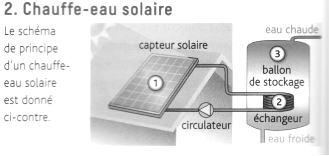 2. Chauffe-eau solaire
Le schéma
de principe
d'un chauffe-
eau solaire
est donné
ci-contre.
eau chaude
capteur solaire
3
ballon
de stockage
1
2
circulateur
échangeur
eau froide